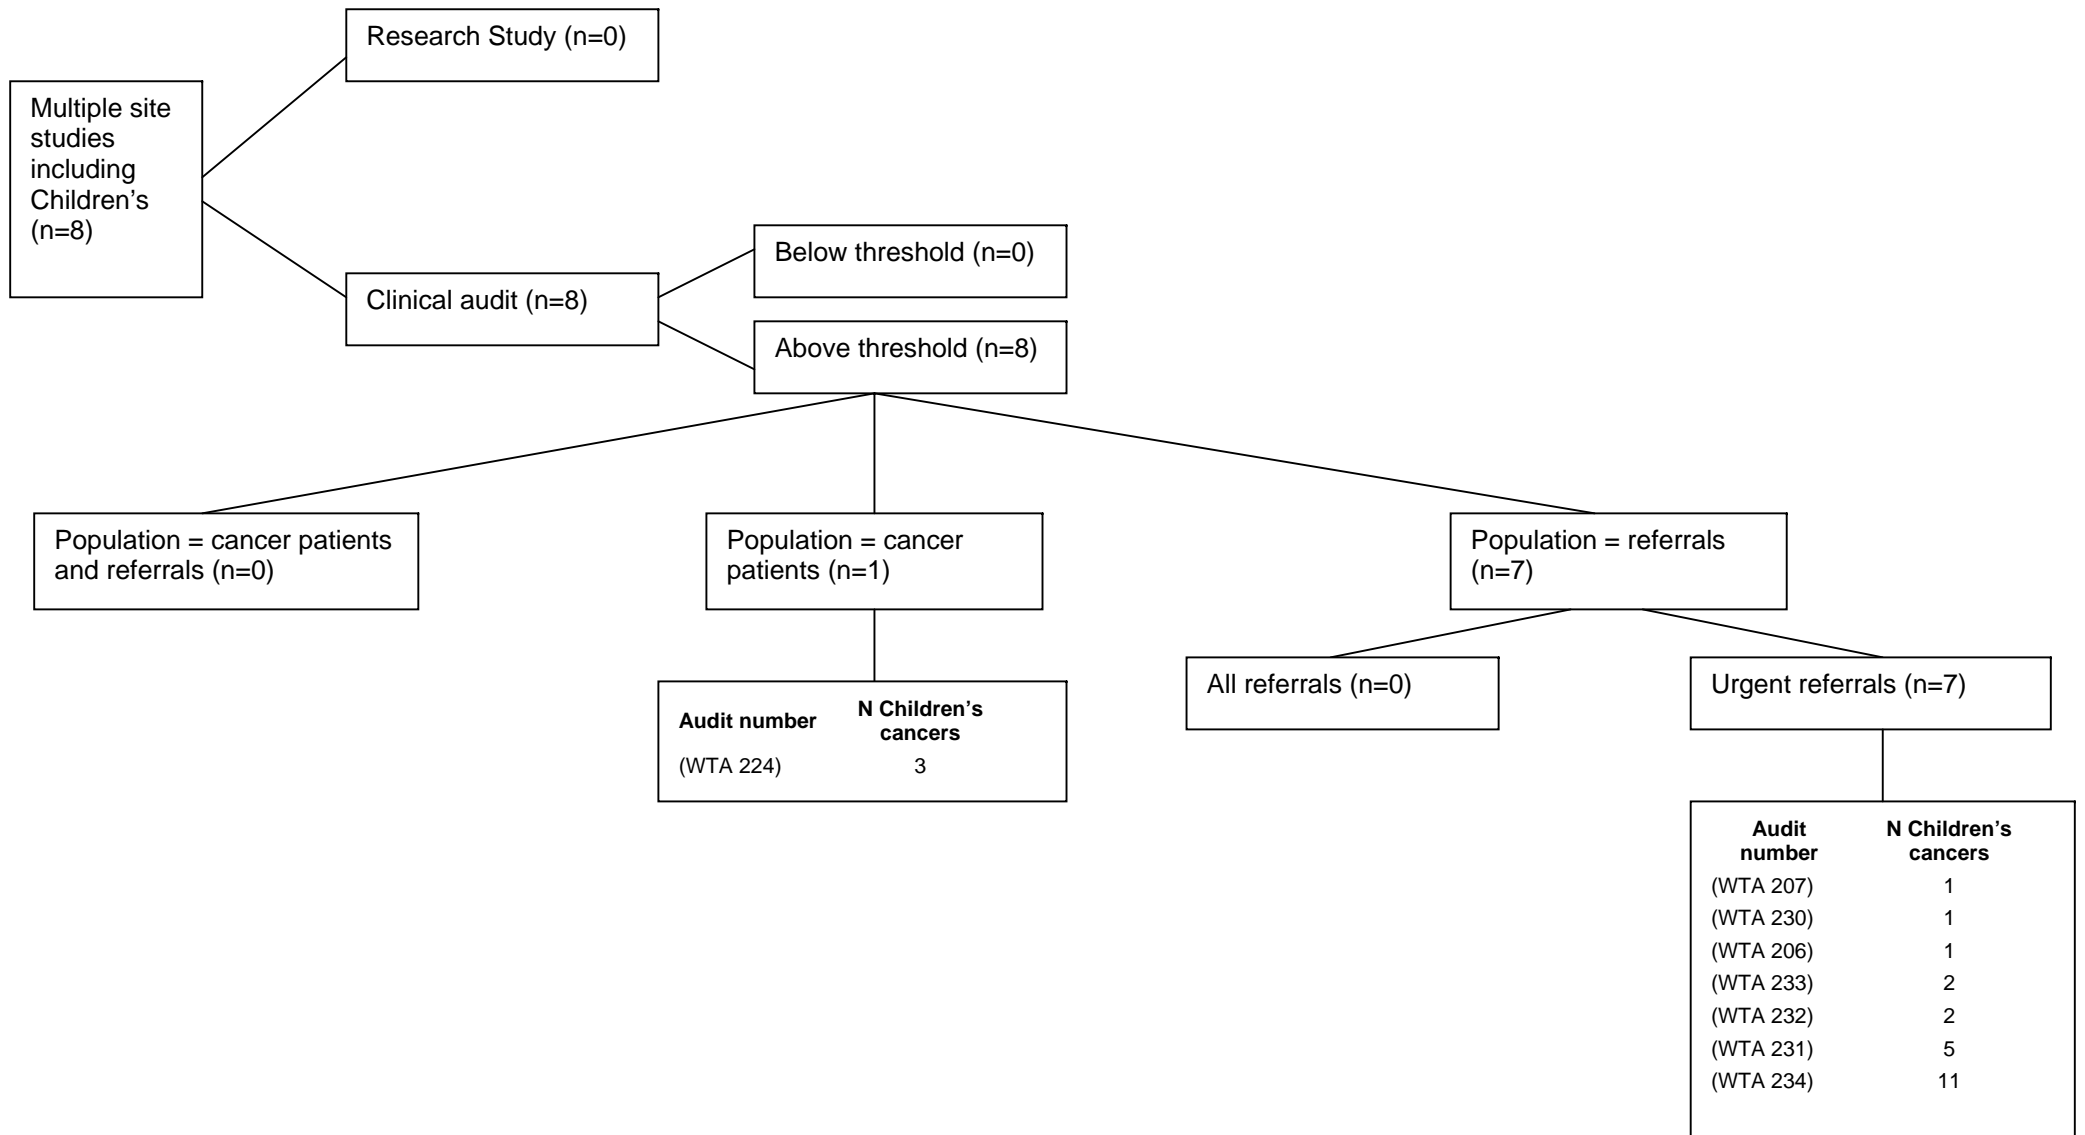 Research Study (n=0)
Multiple site
studies
including
Children’s
(n=8)
Below threshold (n=0)
Clinical audit (n=8)
Above threshold (n=8)
Population = cancer patients
and referrals (n=0)
Population = cancer
patients (n=1)
Population = referrals
(n=7)
All referrals (n=0)
Urgent referrals (n=7)
Audit number N Children’s
cancers
(WTA 224) 3
Audit N Children’s
number cancers
(WTA 207) 1
(WTA 230) 1
(WTA 206) 1
(WTA 233) 2
(WTA 232) 2
(WTA 231) 5
(WTA 234) 11